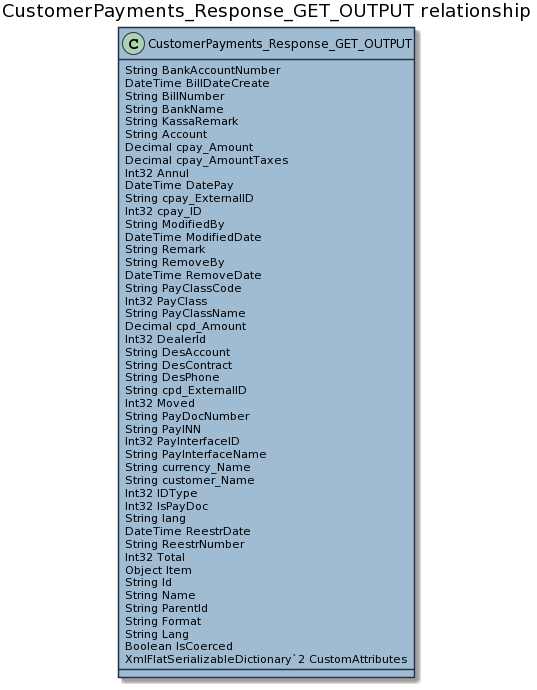 CustomerPayments_Response_GET_OUTPUT relationship
C CustomerPayments_Response_GET_OUTPUT
String BankAccountNumber
DateTime BillDateCreate
String BillNumber
String BankName
String KassaRemark
String Account
Decimal cpay_Amount
Decimal cpay_AmountTaxes
Int32 Annul
DateTime DatePay
String cpay_ExternalID
Int32 cpay_ID
String ModifiedBy
DateTime ModifiedDate
String Remark
String RemoveBy
DateTime RemoveDate
String PayClassCode
Int32 PayClass
String PayClassName
Decimal cpd_Amount
Int32 DealerId
String DesAccount
String DesContract
String DesPhone
String cpd_ExternalID
Int32 Moved
String PayDocNumber
String PayINN
Int32 PayInterfaceID
String PayInterfaceName
String currency_Name
String customer_Name
Int32 IDType
Int32 IsPayDoc
String lang
DateTime ReestrDate
String ReestrNumber
Int32 Total
Object Item
String Id
String Name
String ParentId
String Format
String Lang
Boolean IsCoerced
XmlFlatSerializableDictionary`2 CustomAttributes